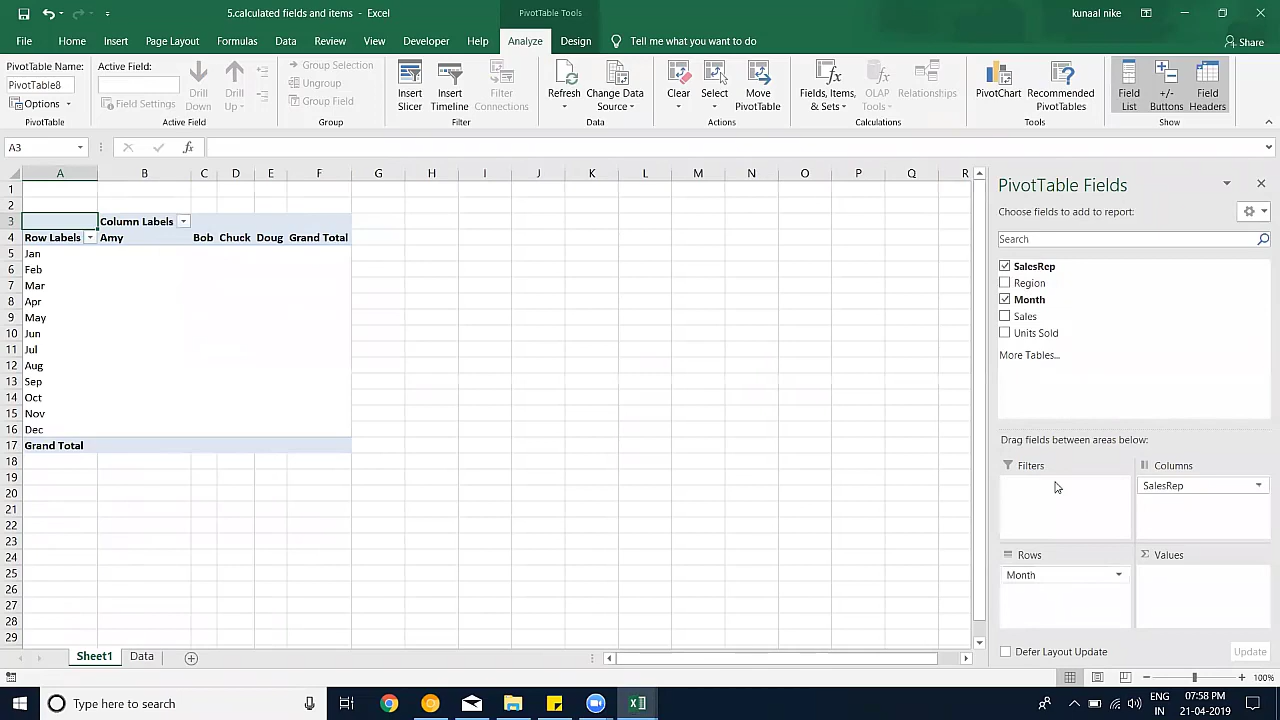 5.calculated fields and items - Excel
PivotTable Tools
kunaal nike
File Home Insert Page Layout Formulas Data Review View Developer Help Analyze Design Tell me what you want to do Share
PivotTable Name:
PivotTable8
Options
PivotTable
Active Field:
Field Settings
Drill Down
Drill Up
Active Field
Group Selection
Ungroup
Group Field
Group
Insert Slicer
Insert Timeline
Filter Connections
Filter
Refresh
Change Data Source
Data
Clear
Select
Move PivotTable
Actions
Fields, Items, & Sets
OLAP Tools
Relationships
Calculations
PivotChart
Recommended PivotTables
Tools
Field List
+/- Buttons
Field Headers
Show
A3
fx
A B C D E F G H I J K L M N O P Q R
1
2
3 Column Labels
4 Row Labels Amy Bob Chuck Doug Grand Total
5 Jan
6 Feb
7 Mar
8 Apr
9 May
10 Jun
11 Jul
12 Aug
13 Sep
14 Oct
15 Nov
16 Dec
17 Grand Total
18
19
20
21
22
23
24
25
26
27
28
29
PivotTable Fields
Choose fields to add to report:
Search
SalesRep
Region
Month
Sales
Units Sold
More Tables...
Drag fields between areas below:
Filters
Columns
SalesRep
Rows
Month
Σ Values
Defer Layout Update
Update
Sheet1 Data
100%
Type here to search
ENG
IN
07:58 PM
21-04-2019